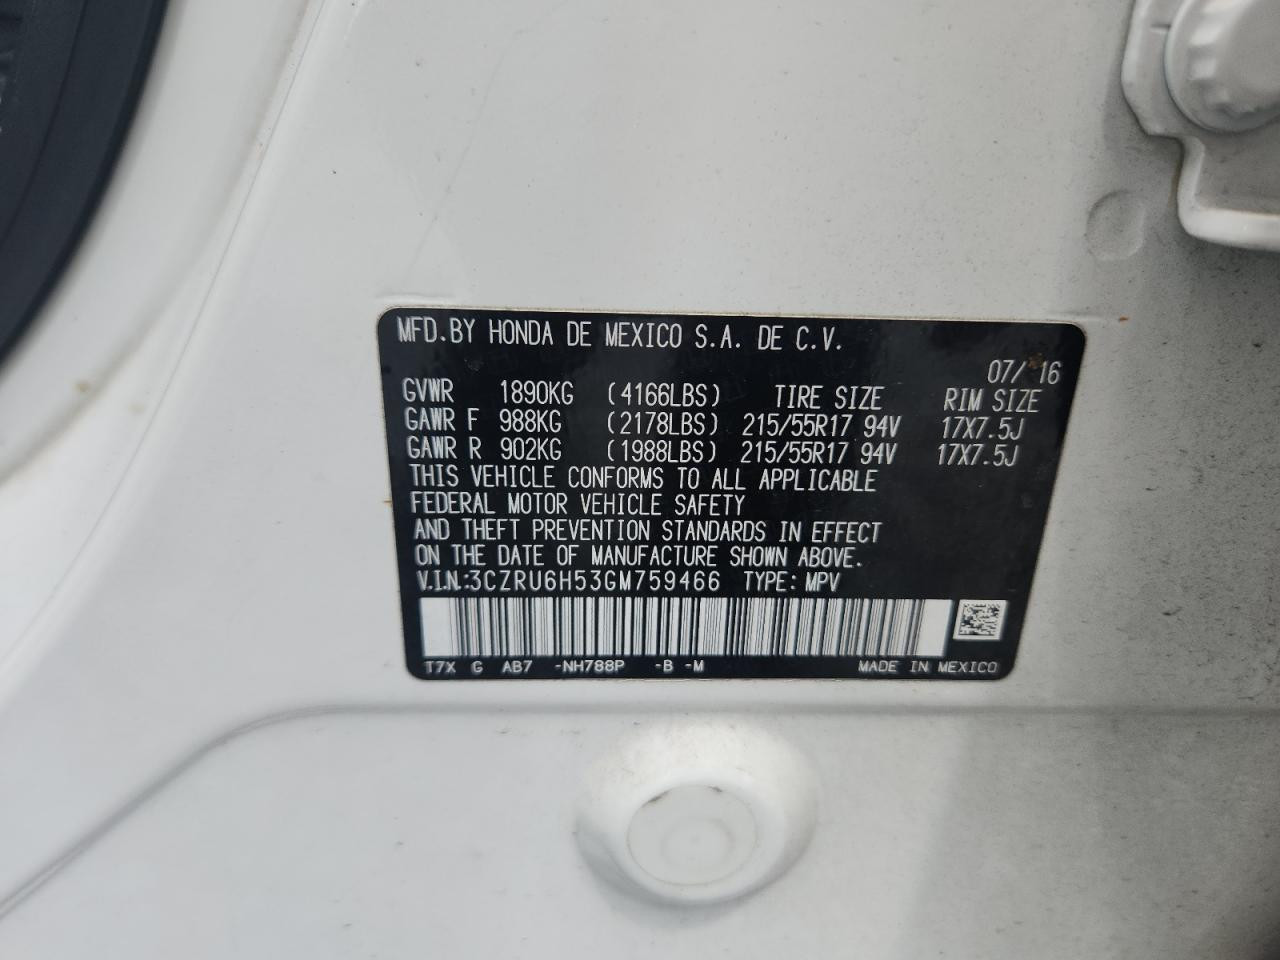 MFD.BY HONDA DE MEXICO S.A. DE C.V.
07/ 16
GVWR 1890KG (4166LBS) TIRE SIZE RIM SIZE
GAWR F 988KG (2178LBS) 215/55R17 94V 17X7.5J
GAWR R 902KG (1988LBS) 215/55R17 94V 17X7.5J
THIS VEHICLE CONFORMS TO ALL APPLICABLE
FEDERAL MOTOR VEHICLE SAFETY
AND THEFT PREVENTION STANDARDS IN EFFECT
ON THE DATE OF MANUFACTURE SHOWN ABOVE.
V.I.N.:3CZRU6H53GM759466 TYPE: MPV
T7X G AB7 -NH788P -B -M MADE IN MEXICO